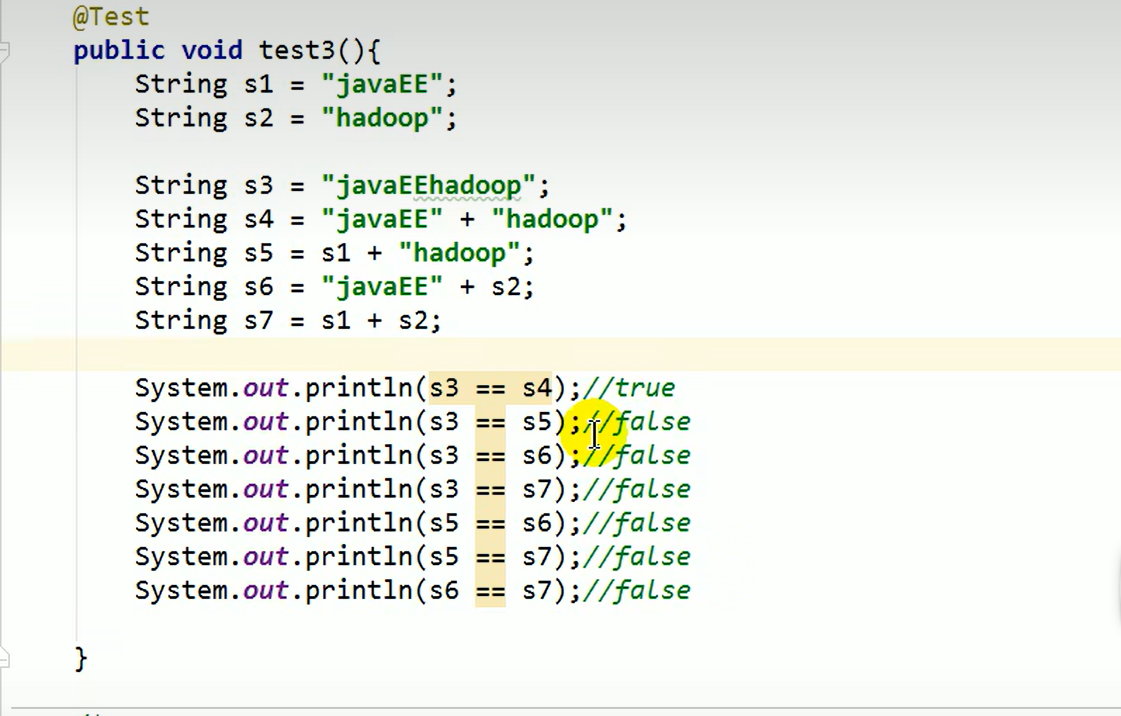 @Test
public void test3(){
String s1 = "javaEE";
String s2 = "hadoop";
String s3 = "javaEEhadoop";
String s4 = "javaEE" + "hadoop";
String s5 = s1 + "hadoop";
String s6 = "javaEE" + s2;
String s7 = s1 + s2;
System.out.println(s3 == s4);//true
System.out.println(s3 == s5);//false
System.out.println(s3 == s6);//false
System.out.println(s3 == s7);//false
System.out.println(s5 == s6);//false
System.out.println(s5 == s7);//false
System.out.println(s6 == s7);//false
}